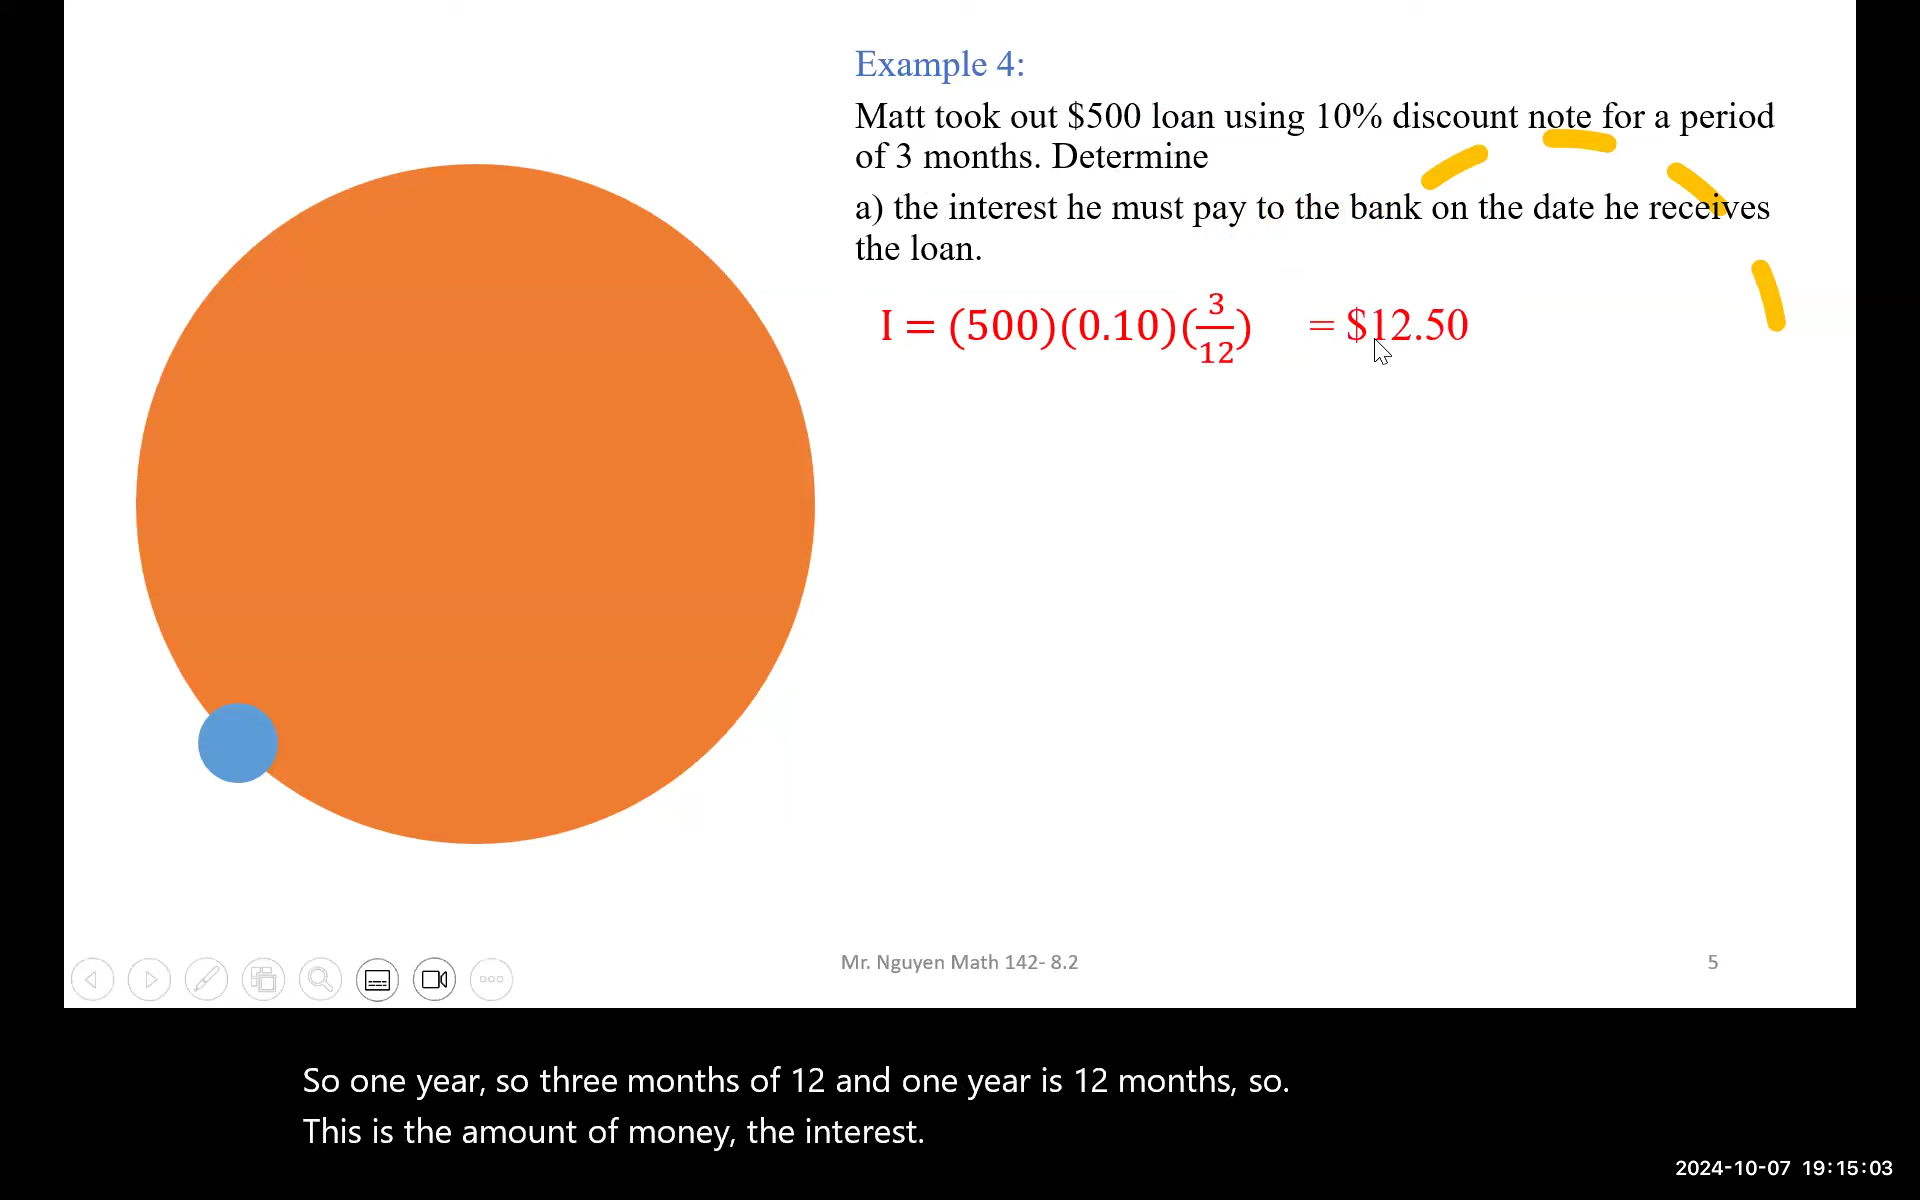 Example 4:
Matt took out $500 loan using 10% discount note for a period
of 3 months. Determine
a) the interest he must pay to the bank on the date he receives
the loan.
I = (500)(0.10)(3/12) = $12.50
Mr. Nguyen Math 142- 8.2
5
So one year, so three months of 12 and one year is 12 months, so.
This is the amount of money, the interest.
2024-10-07 19:15:03